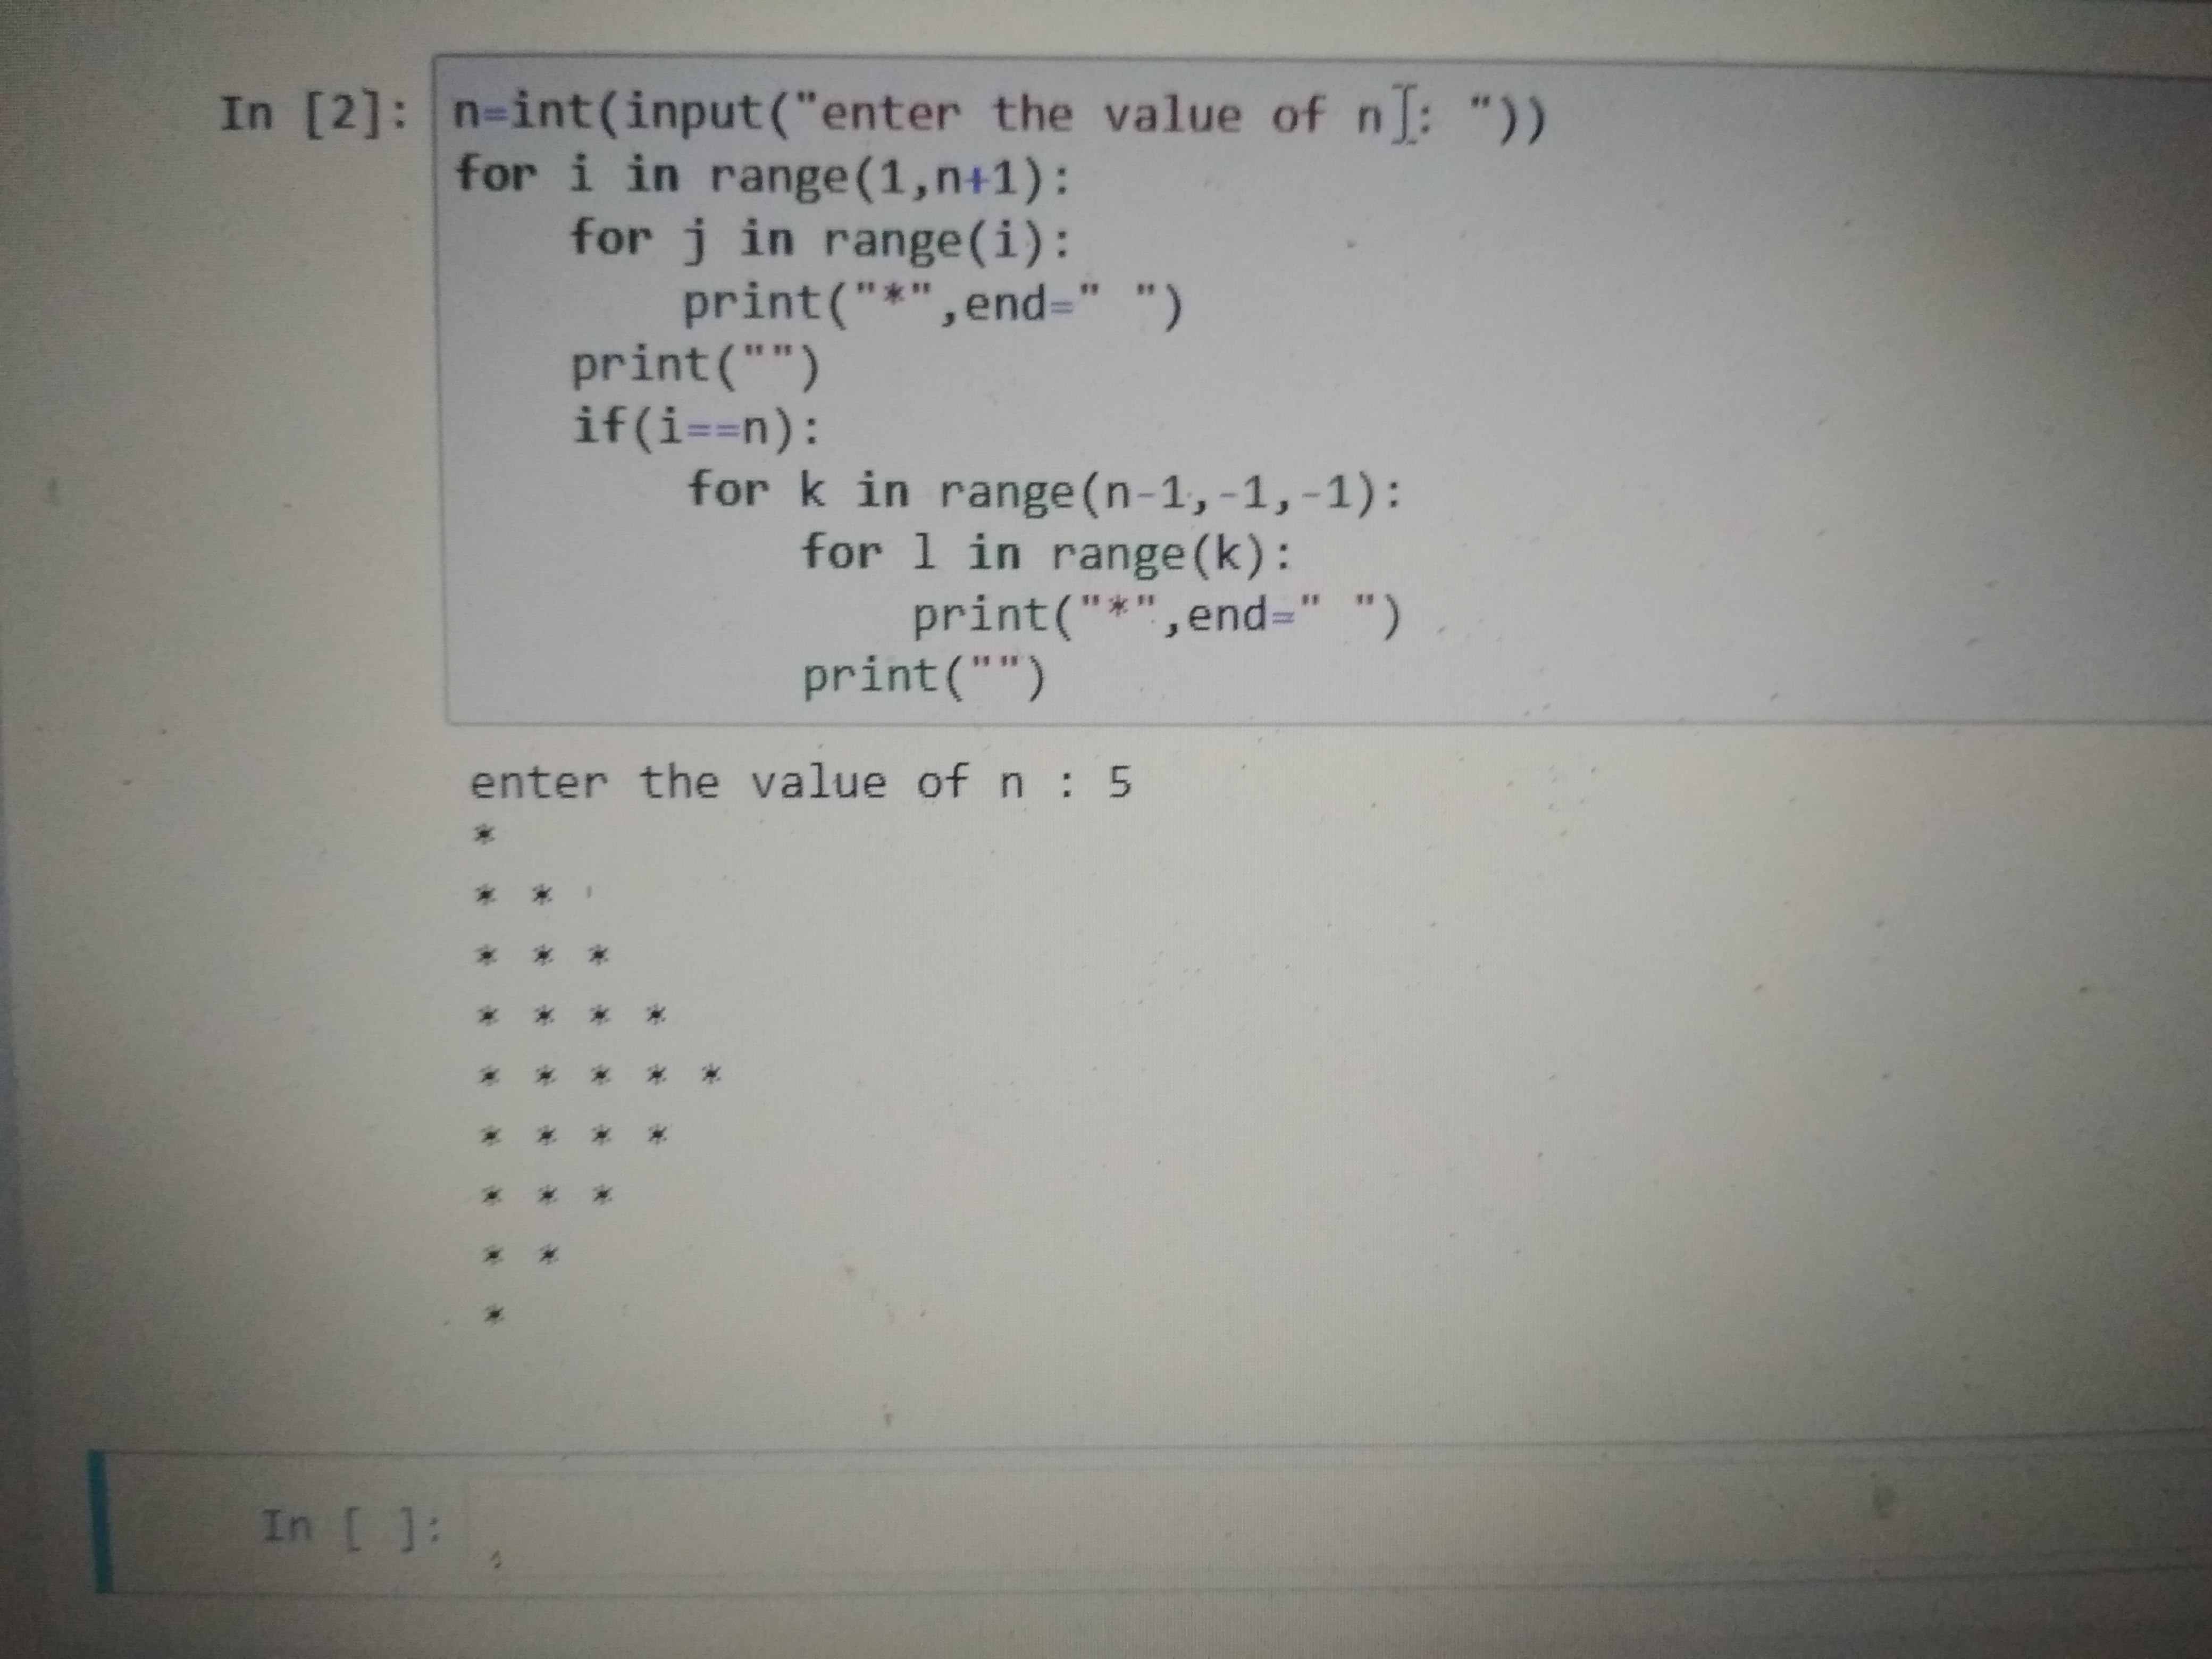 In [2]: n=int(input("enter the value of n : "))
for i in range(1,n+1):
    for j in range(i):
        print("*",end=" ")
    print("")
    if(i==n):
        for k in range(n-1,-1,-1):
            for l in range(k):
                print("*",end=" ")
            print("")
enter the value of n : 5
*
* *
* * *
* * * *
* * * * *
* * * *
* * *
* *
*
In [ ]: